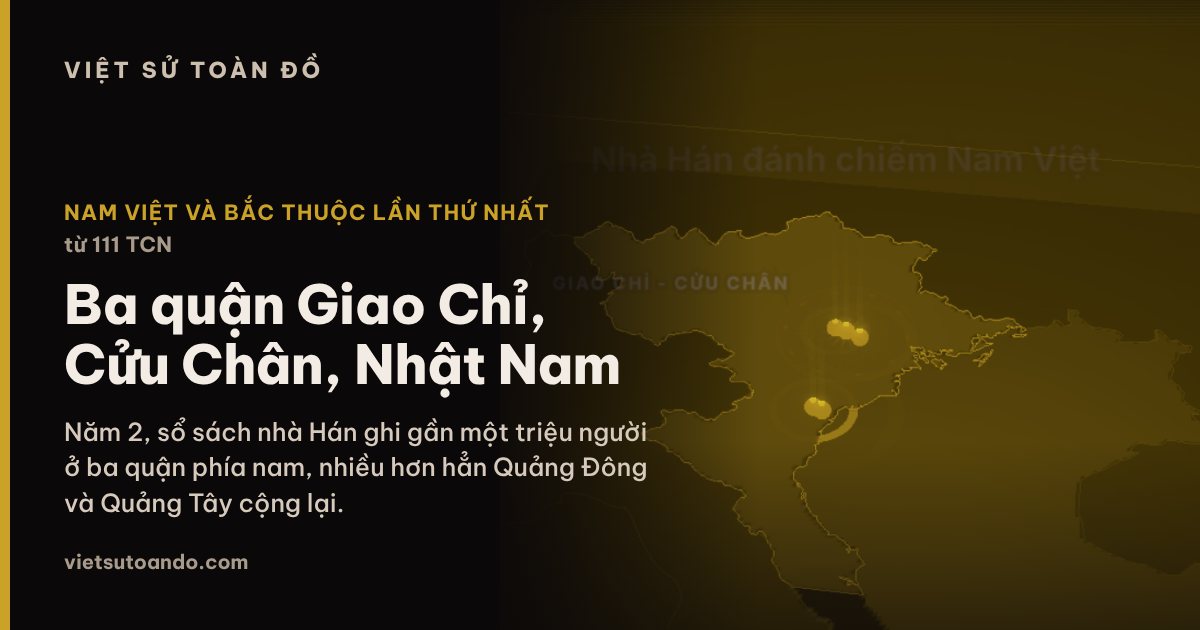 VIỆT SỬ TOÀN ĐỒ
Nhà Hán đánh chiếm Nam Việt
NAM VIỆT VÀ BẮC THUỘC LẦN THỨ NHẤT
từ 111 TCN
GIAO CHỈ - CỬU CHÂN
Ba quận Giao Chỉ,
Cửu Chân, Nhật Nam
Năm 2, sổ sách nhà Hán ghi gần một triệu người
ở ba quận phía nam, nhiều hơn hẳn Quảng Đông
và Quảng Tây cộng lại.
vietsutoando.com